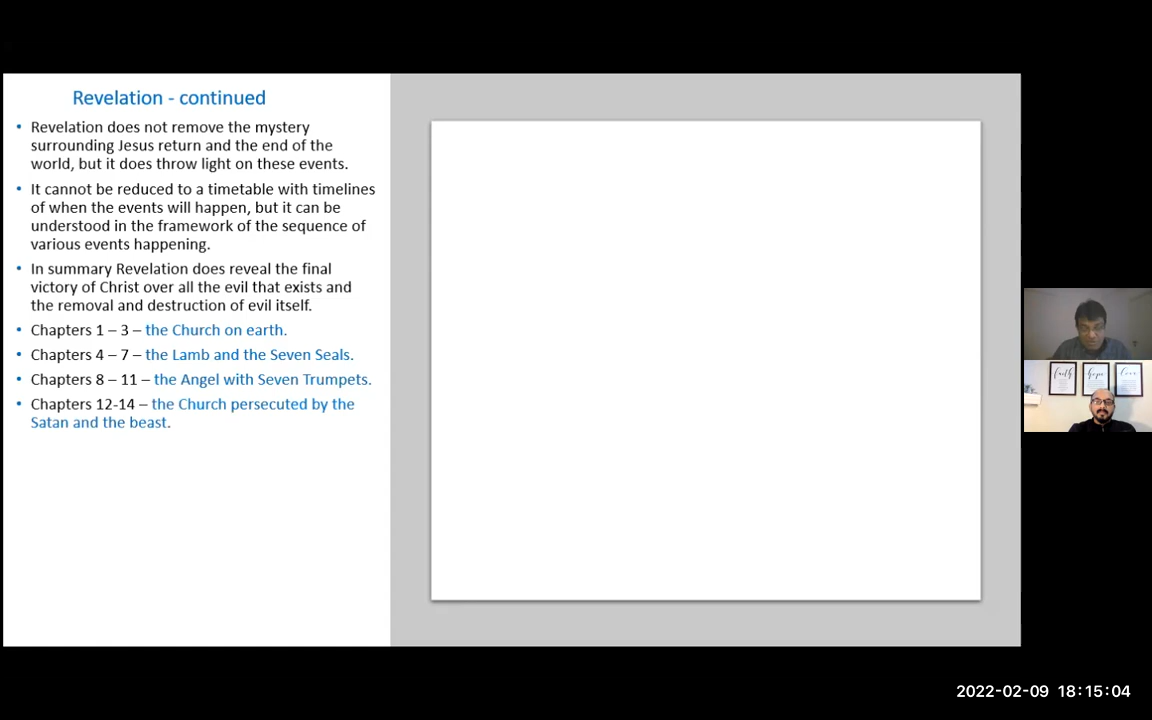 Revelation - continued
• Revelation does not remove the mystery
surrounding Jesus return and the end of the
world, but it does throw light on these events.
• It cannot be reduced to a timetable with timelines
of when the events will happen, but it can be
understood in the framework of the sequence of
various events happening.
• In summary Revelation does reveal the final
victory of Christ over all the evil that exists and
the removal and destruction of evil itself.
• Chapters 1 – 3 – the Church on earth.
• Chapters 4 – 7 – the Lamb and the Seven Seals.
• Chapters 8 – 11 – the Angel with Seven Trumpets.
• Chapters 12-14 – the Church persecuted by the
Satan and the beast.
faith
hope
love
2022-02-09 18:15:04